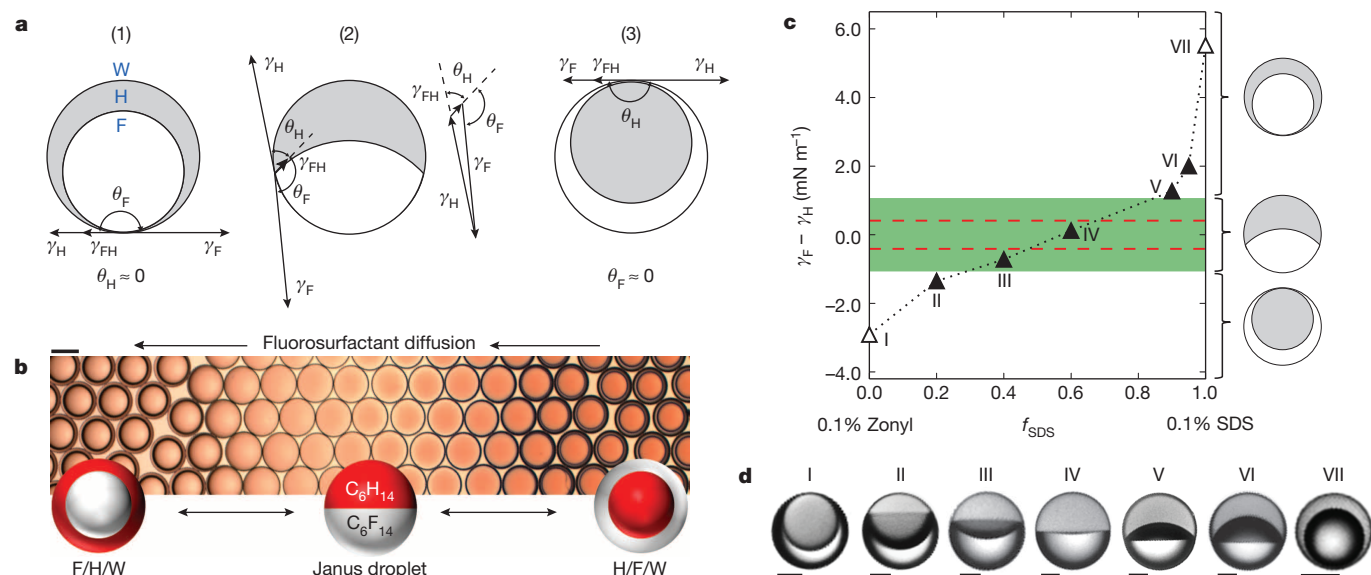 a
(1)
(2)
(3)
W
H
F
θF
γH
γFH
γF
θH ≈ 0
γH
θH
γFH
θF
γF
θH
γFH
θF
γF
γH
γF
γFH
γH
θH
θF ≈ 0
b
Fluorosurfactant diffusion
C6H14
C6F14
F/H/W
Janus droplet
H/F/W
c
γF – γH (mN m−1)
6.0
4.0
2.0
0.0
−2.0
−4.0
I
II
III
IV
V
VI
VII
0.0
0.2
0.4
0.6
0.8
1.0
0.1% Zonyl
fSDS
0.1% SDS
d
I
II
III
IV
V
VI
VII